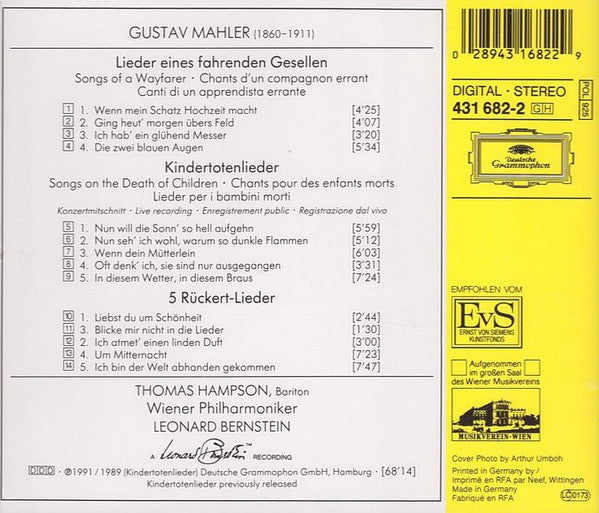 GUSTAV MAHLER (1860–1911)
Lieder eines fahrenden Gesellen
Songs of a Wayfarer · Chants d'un compagnon errant
Canti di un apprendista errante
1 1. Wenn mein Schatz Hochzeit macht [4'25]
2 2. Ging heut' morgen übers Feld [4'07]
3 3. Ich hab' ein glühend Messer [3'20]
4 4. Die zwei blauen Augen [5'34]
Kindertotenlieder
Songs on the Death of Children · Chants pour des enfants morts
Lieder per i bambini morti
Konzertmitschnitt · Live recording · Enregistrement public · Registrazione dal vivo
5 1. Nun will die Sonn' so hell aufgehn [5'59]
6 2. Nun seh' ich wohl, warum so dunkle Flammen [5'12]
7 3. Wenn dein Mütterlein [6'03]
8 4. Oft denk' ich, sie sind nur ausgegangen [3'31]
9 5. In diesem Wetter, in diesem Braus [7'24]
5 Rückert-Lieder
10 1. Liebst du um Schönheit [2'44]
11 3. Blicke mir nicht in die Lieder [1'30]
12 2. Ich atmet' einen linden Duft [3'00]
13 4. Um Mitternacht [7'23]
14 5. Ich bin der Welt abhanden gekommen [7'47]
THOMAS HAMPSON, Bariton
Wiener Philharmoniker
LEONARD BERNSTEIN
A Leonard Bernstein ™ RECORDING
DDD · ℗ 1991 / 1989 (Kindertotenlieder) Deutsche Grammophon GmbH, Hamburg · [68'14]
Kindertotenlieder previously released
0 28943 16822 9
DIGITAL · STEREO
431 682-2 GH
POL 925
Deutsche
Grammophon
EMPFOHLEN VOM
EvS
ERNST VON SIEMENS
KUNSTFONDS
Aufgenommen
im großen Saal
des Wiener Musikvereins
MUSIKVEREIN·WIEN
Cover Photo by Arthur Umboh
Printed in Germany by /
Imprimé en RFA par Neef, Wittingen
Made in Germany
Fabriqué en RFA
LC 0173